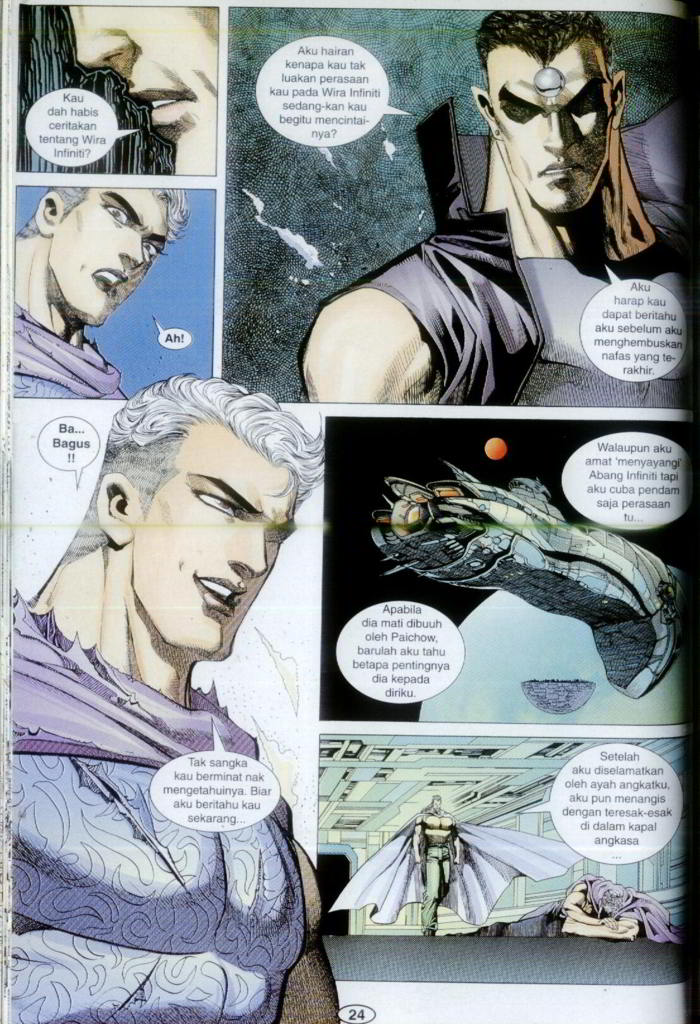 Kau
dah habis
ceritakan
tentang Wira
Infiniti?
Aku hairan
kenapa kau tak
luakan perasaan
kau pada Wira Infiniti
sedang-kan kau
begitu mencintai-
nya?
Aku
harap kau
dapat beritahu
aku sebelum aku
menghembuskan
nafas yang te-
rakhir.
Ah!
Ba...
Bagus
!!
Tak sangka
kau berminat nak
mengetahuinya. Biar
aku beritahu kau
sekarang...
Walaupun aku
amat 'menyayangi'
Abang Infiniti tapi
aku cuba pendam
saja perasaan
tu...
Apabila
dia mati dibuuh
oleh Paichow,
barulah aku tahu
betapa pentingnya
dia kepada
diriku.
Setelah
aku diselamatkan
oleh ayah angkatku,
aku pun menangis
dengan teresak-esak
di dalam kapal
angkasa
...
24